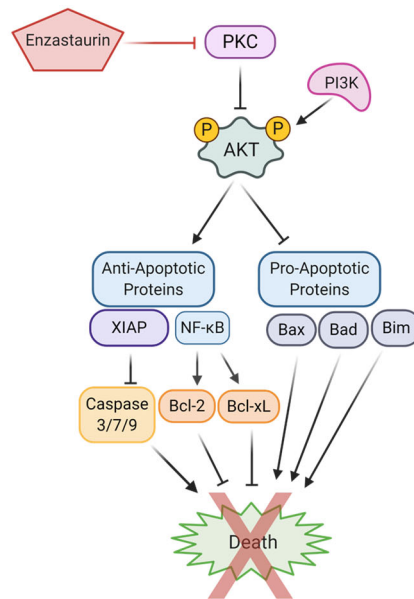 Enzastaurin
PKC
PI3K
P
P
AKT
Anti-Apoptotic
Proteins
Pro-Apoptotic
Proteins
XIAP
NF-κB
Bax
Bad
Bim
Caspase
3/7/9
Bcl-2
Bcl-xL
Death